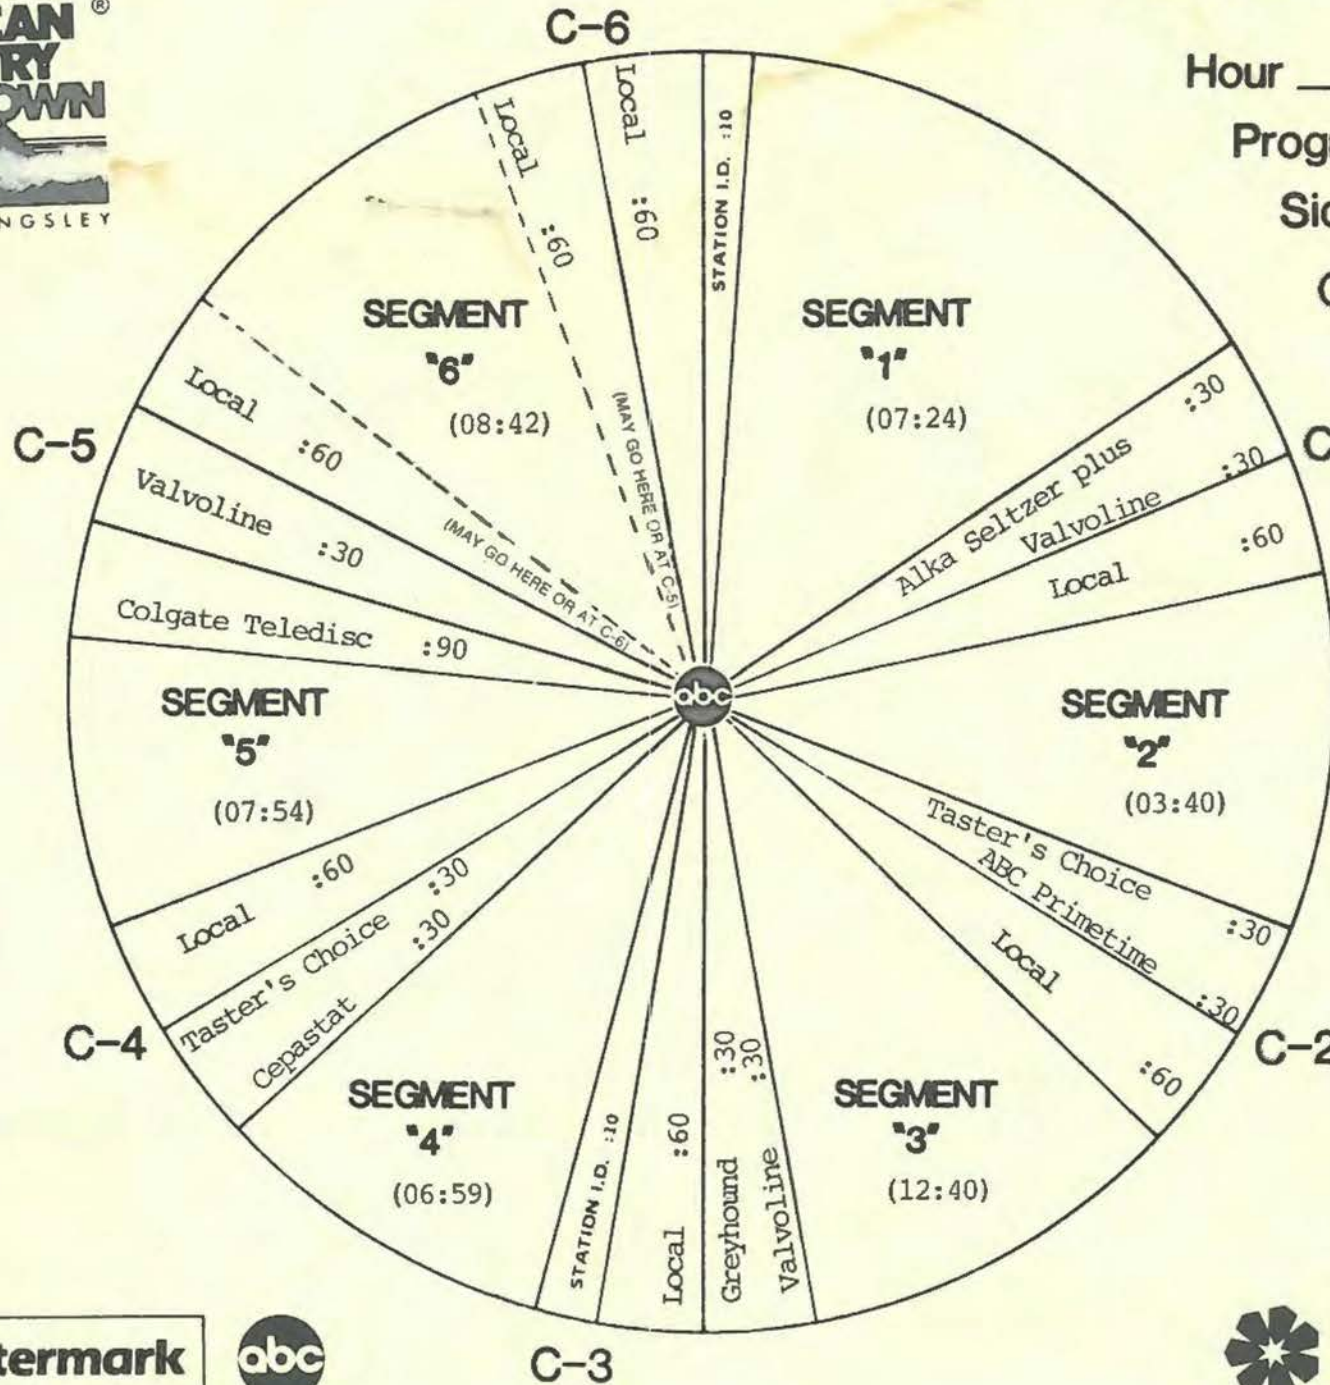 C-6
Hour
STATION I.D. :10
SEGMENT
"1"
(07:24)
Alka Seltzer plus :30
Valvoline :30
Local :60
SEGMENT
"2"
(03:40)
Taster's Choice :30
ABC Primetime :30
C-2
Local :60
SEGMENT
"3"
(12:40)
Valvoline :30
Greyhound :30
C-3
Local :60
STATION I.D. :10
SEGMENT
"4"
(06:59)
Cepastat :30
Taster's Choice :30
C-4
Local :60
SEGMENT
"5"
(07:54)
Colgate Teledisc :90
Valvoline :30
C-5
Local :60
(MAY GO HERE OR AT C-6)
SEGMENT
"6"
(08:42)
Local :60
(MAY GO HERE OR AT C-5)
Local :60
abc
abc